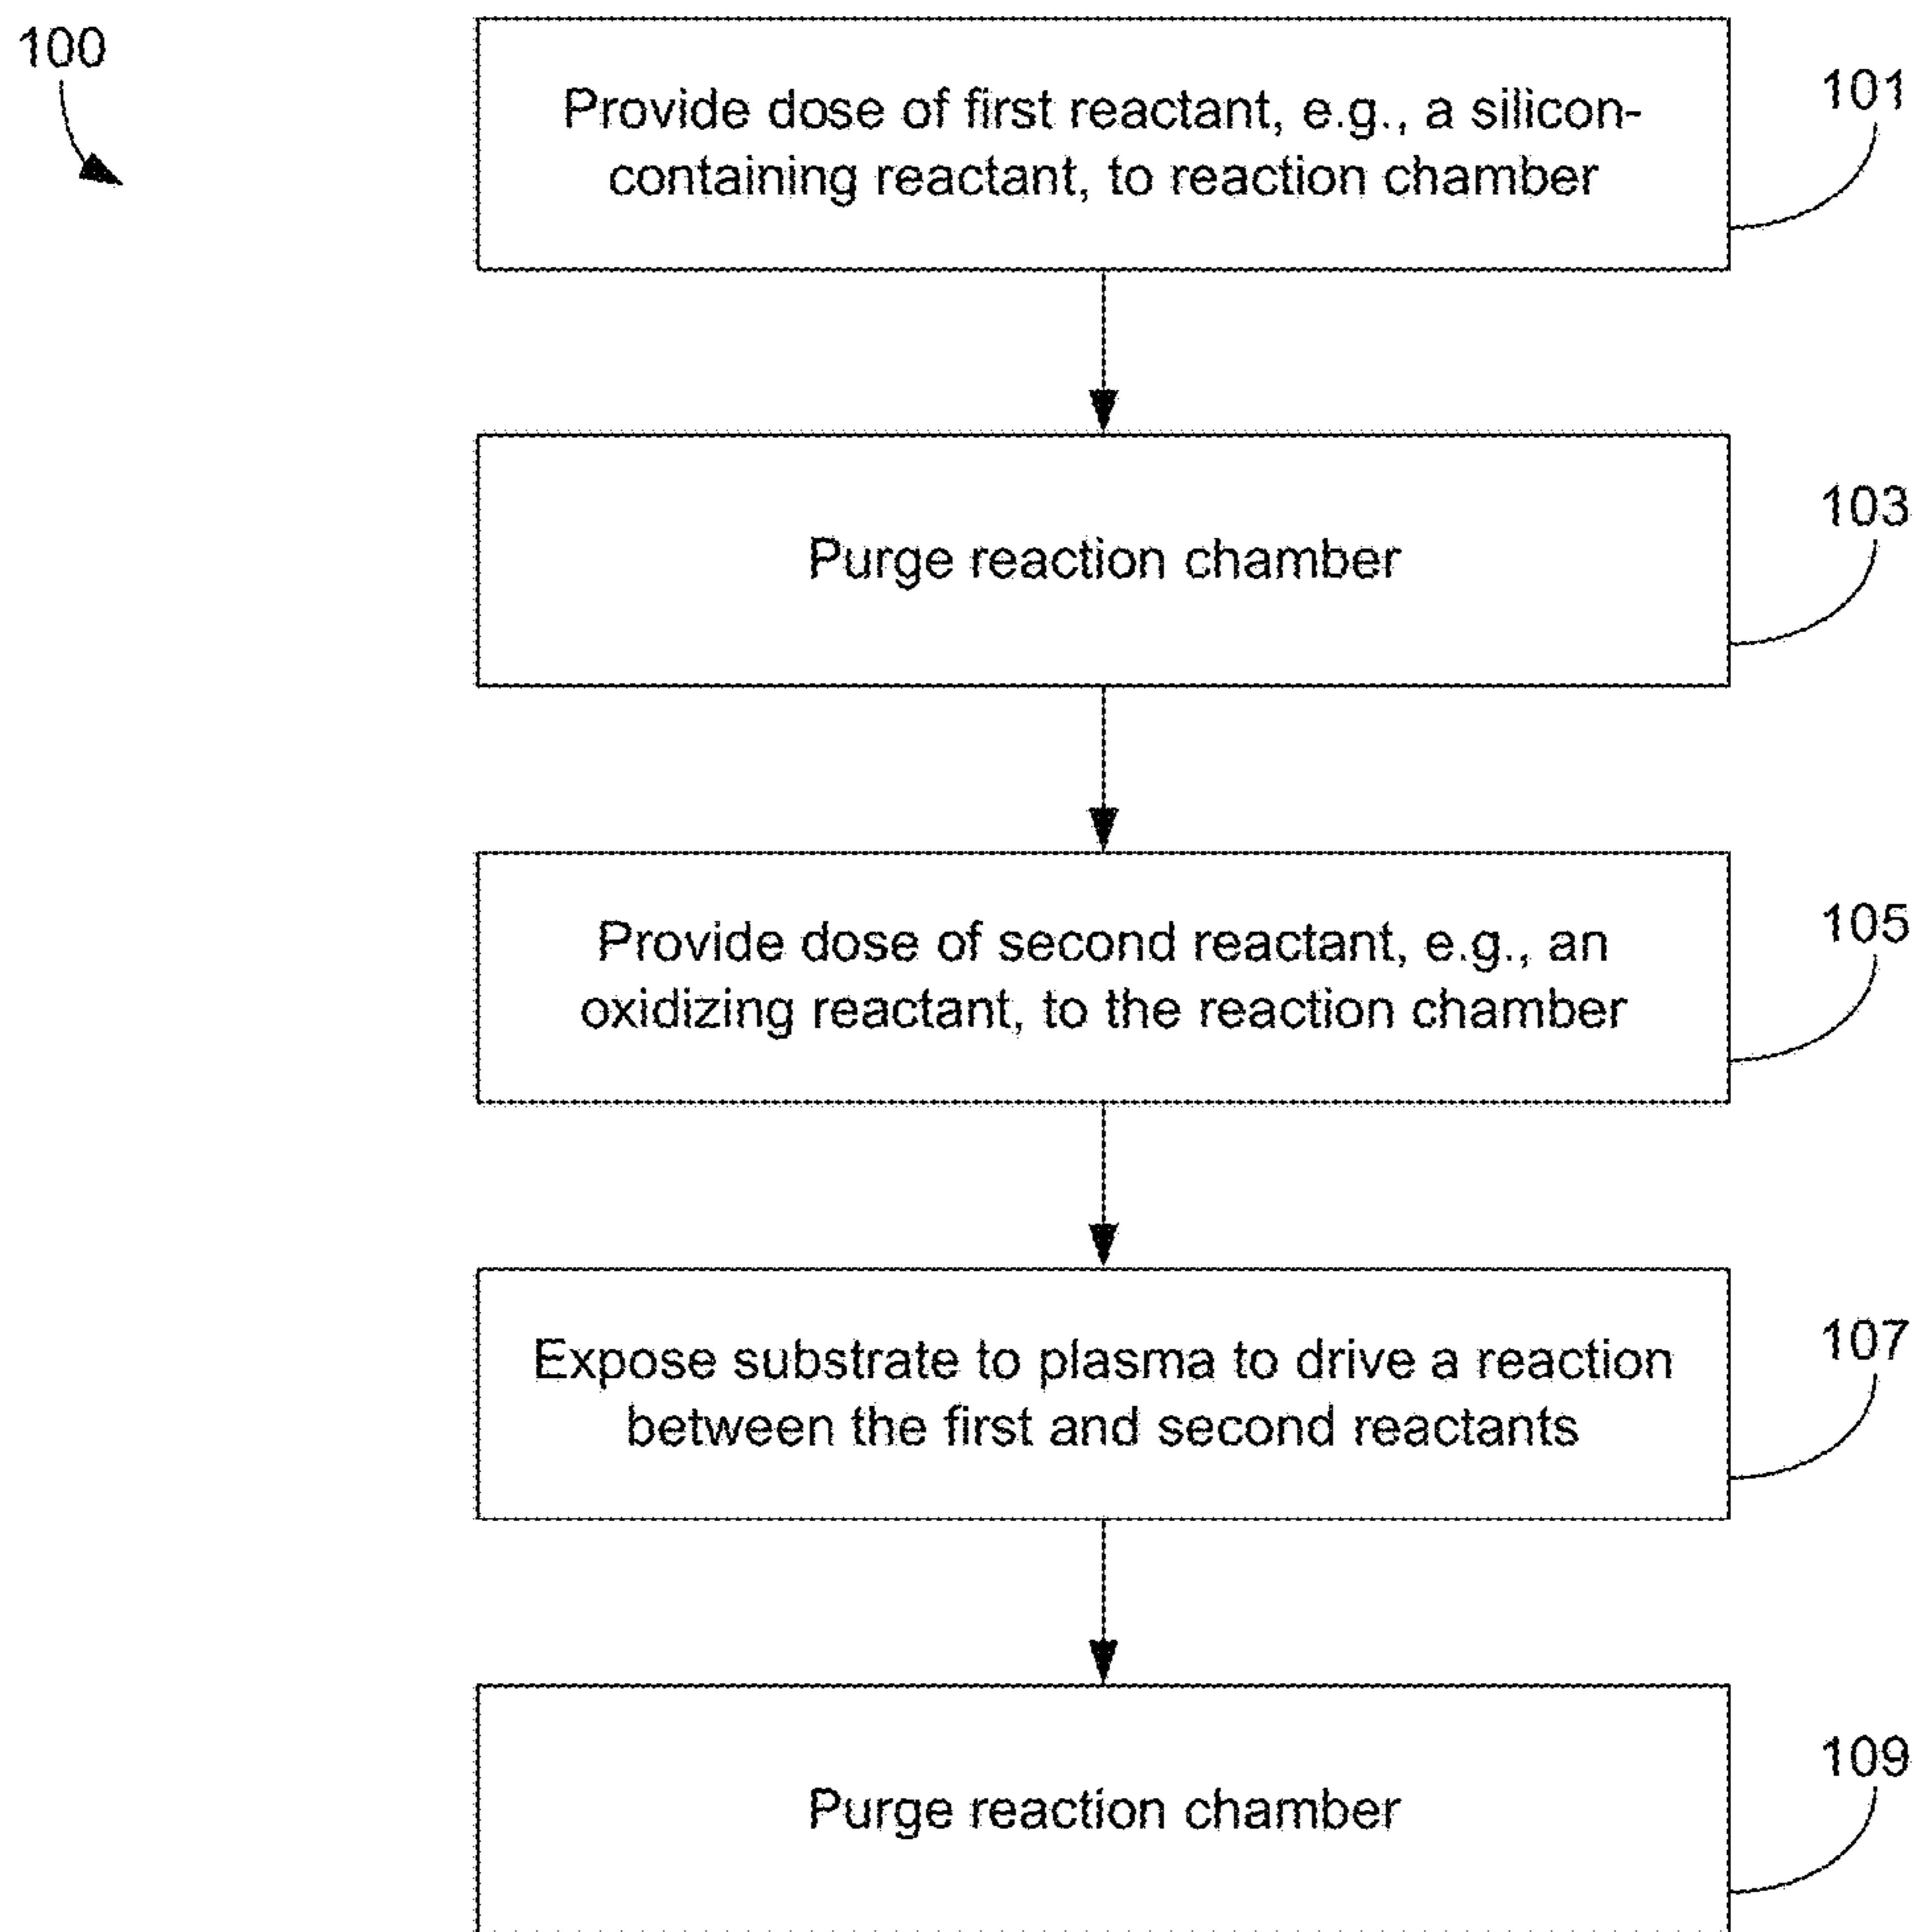 100
Provide dose of first reactant, e.g., a silicon-
containing reactant, to reaction chamber
101
Purge reaction chamber
103
Provide dose of second reactant, e.g., an
oxidizing reactant, to the reaction chamber
105
Expose substrate to plasma to drive a reaction
between the first and second reactants
107
Purge reaction chamber
109